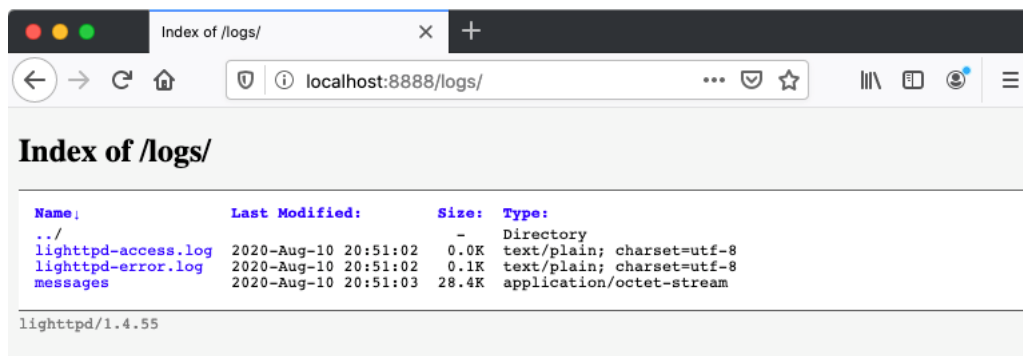 Index of /logs/
localhost:8888/logs/
Index of /logs/
Name↓ Last Modified: Size: Type:
../ - Directory
lighttpd-access.log 2020-Aug-10 20:51:02 0.0K text/plain; charset=utf-8
lighttpd-error.log 2020-Aug-10 20:51:02 0.1K text/plain; charset=utf-8
messages 2020-Aug-10 20:51:03 28.4K application/octet-stream
lighttpd/1.4.55